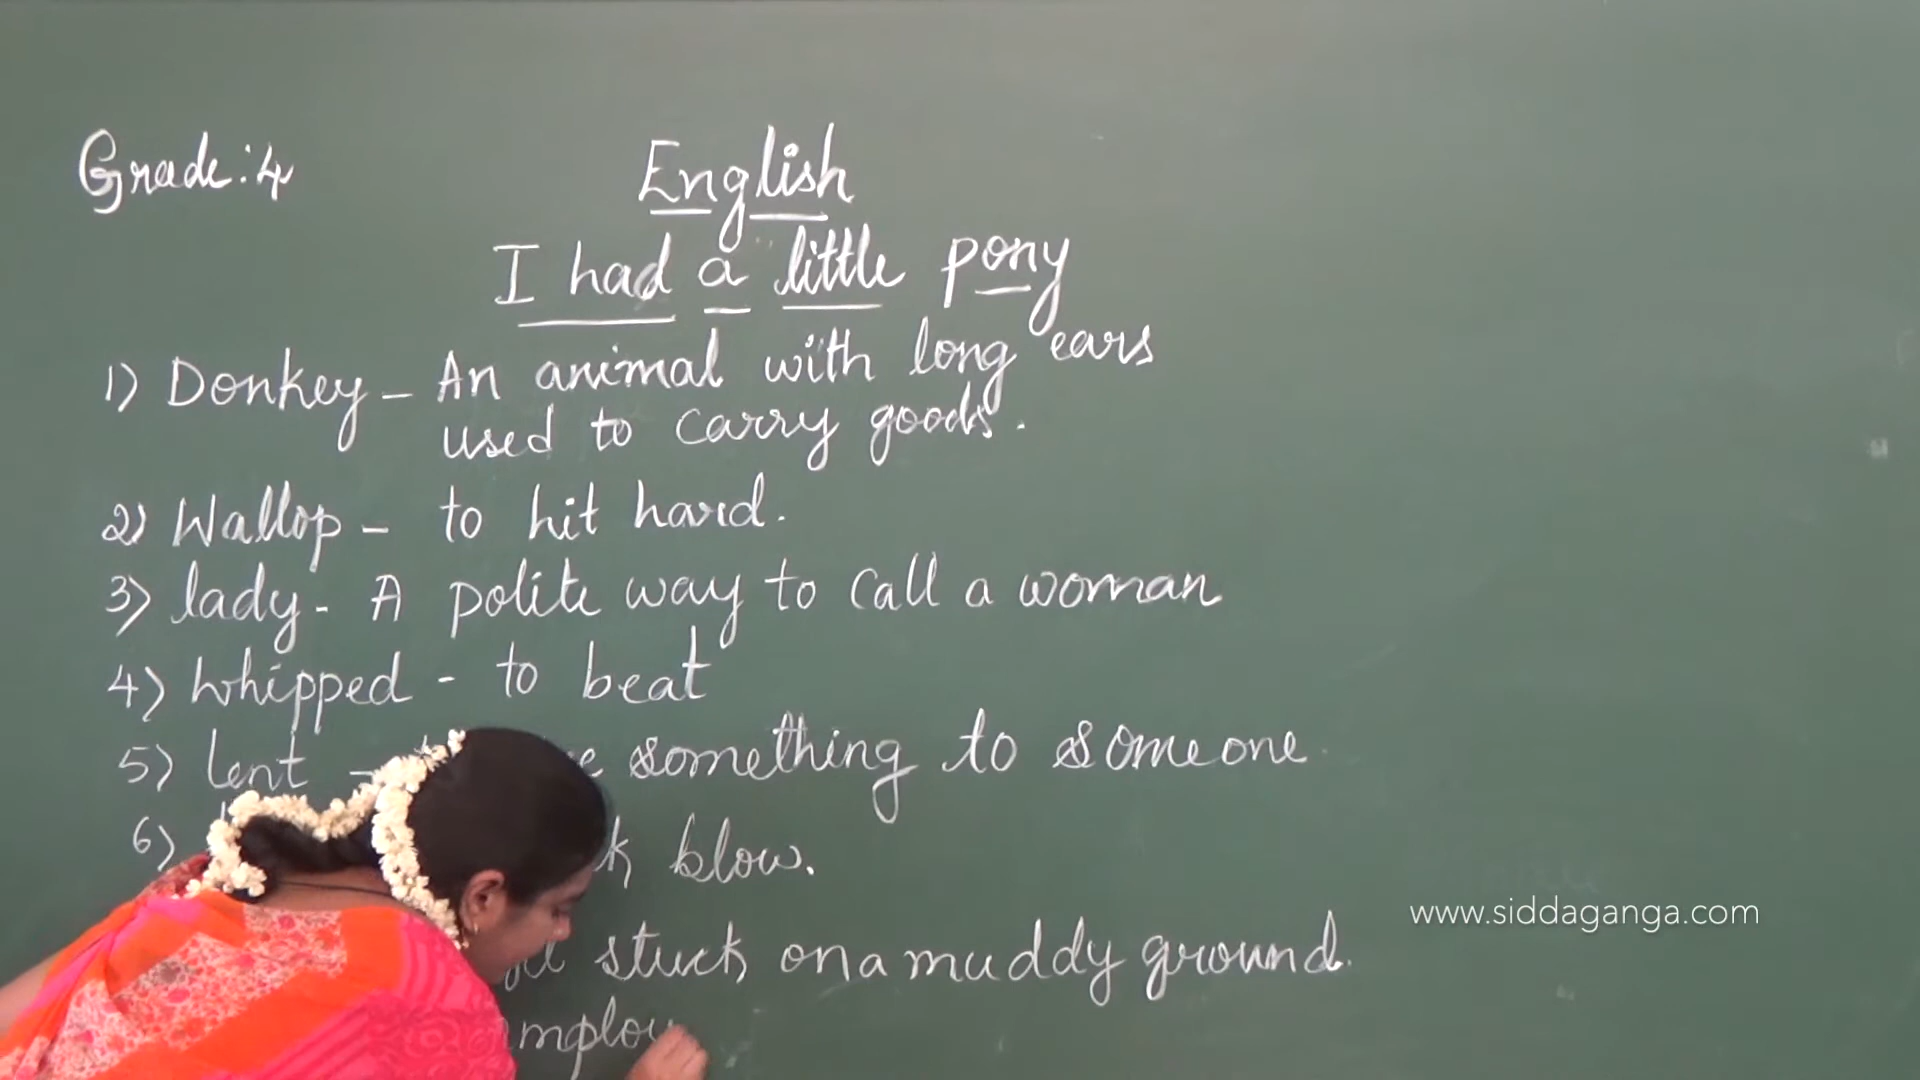 Grade: 4
English
I had a little pony
1) Donkey - An animal with long ears
used to carry goods.
2) Wallop - to hit hard.
3) lady - A polite way to call a woman
4) Whipped - to beat
5) lent - something to someone.
6) blow.
stuck on a muddy ground.
www.siddaganga.com